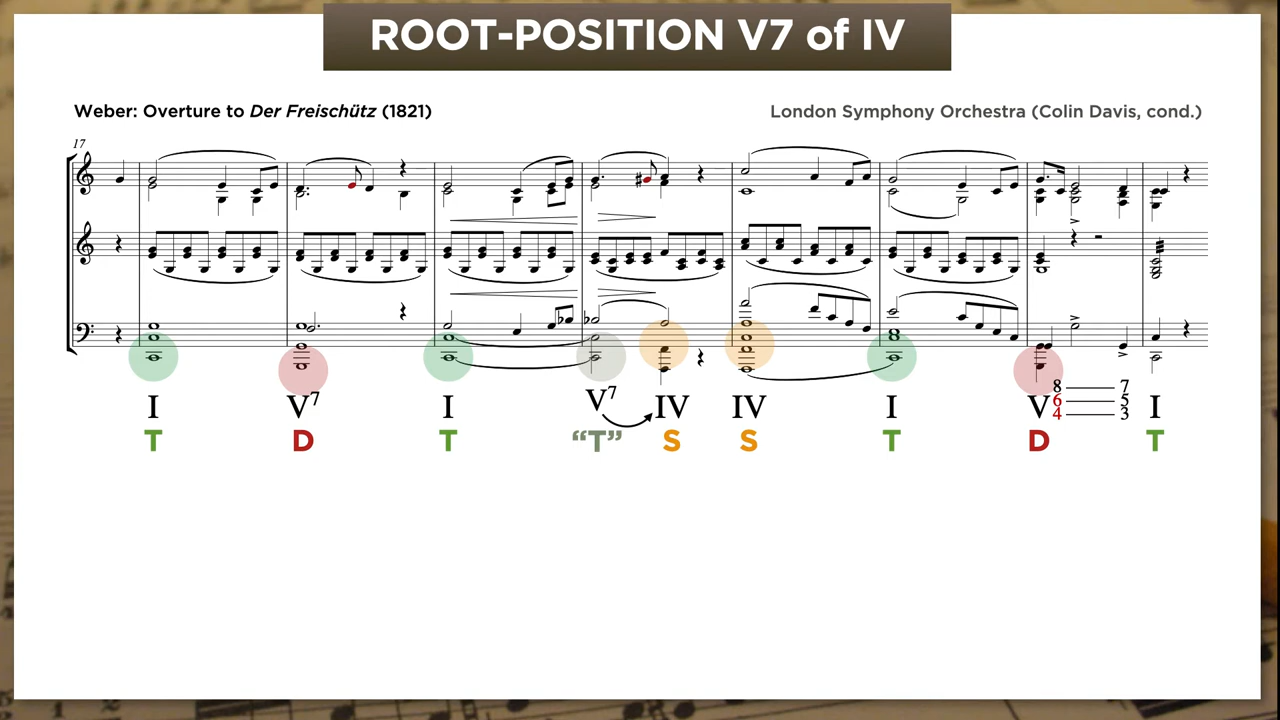 ROOT-POSITION V7 of IV
Weber: Overture to Der Freischütz (1821) London Symphony Orchestra (Colin Davis, cond.)
17
I V7 I V7 IV IV I V 8 7 6 5 4 3 I
T D T “T” S S T D T